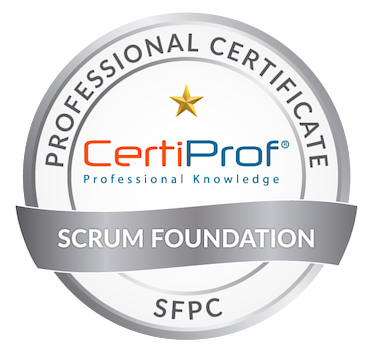 PROFESSIONAL CERTIFICATE
CertiProf®
Professional Knowledge
SCRUM FOUNDATION
SFPC